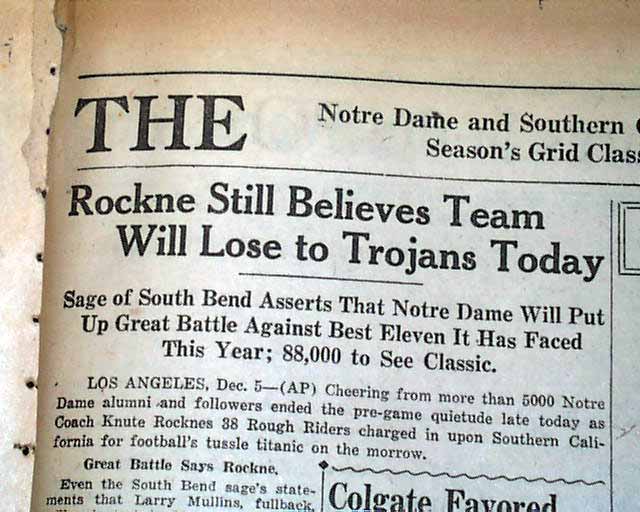 THE
Notre Dame and Southern
Season's Grid
Rockne Still Believes Team
Will Lose to Trojans Today
Sage of South Bend Asserts That Notre Dame Will Put
Up Great Battle Against Best Eleven It Has Faced
This Year; 88,000 to See Classic.
LOS ANGELES, Dec. 5—(AP) Cheering from more than 5000 Notre
Dame alumni and followers ended the pre-game quietude late today as
Coach Knute Rocknes 38 Rough Riders charged in upon Southern Cali-
fornia for football's tussle titanic on the morrow.
Great Battle Says Rockne.
Even the South Bend sage's state-
ments that Larry Mullins, fullback,
Colgate Favored